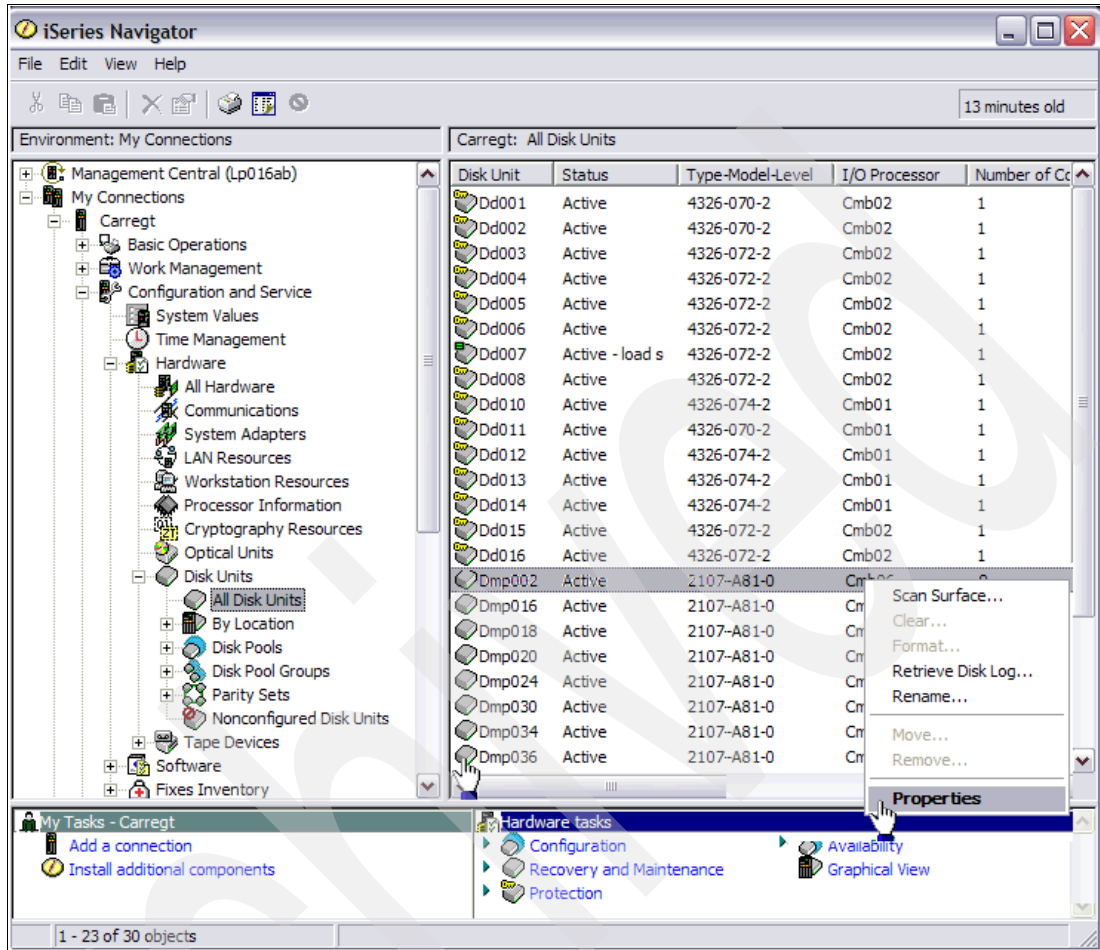 iSeries Navigator
File Edit View Help
13 minutes old
Environment: My Connections
Carregt: All Disk Units
Management Central (Lp016ab)
My Connections
Carregt
Basic Operations
Work Management
Configuration and Service
System Values
Time Management
Hardware
All Hardware
Communications
System Adapters
LAN Resources
Workstation Resources
Processor Information
Cryptography Resources
Optical Units
Disk Units
All Disk Units
By Location
Disk Pools
Disk Pool Groups
Parity Sets
Nonconfigured Disk Units
Tape Devices
Software
Fixes Inventory
Disk Unit Status Type-Model-Level I/O Processor Number of Cc
Dd001 Active 4326-070-2 Cmb02 1
Dd002 Active 4326-070-2 Cmb02 1
Dd003 Active 4326-072-2 Cmb02 1
Dd004 Active 4326-072-2 Cmb02 1
Dd005 Active 4326-072-2 Cmb02 1
Dd006 Active 4326-072-2 Cmb02 1
Dd007 Active - load s 4326-072-2 Cmb02 1
Dd008 Active 4326-072-2 Cmb02 1
Dd010 Active 4326-074-2 Cmb01 1
Dd011 Active 4326-070-2 Cmb01 1
Dd012 Active 4326-074-2 Cmb01 1
Dd013 Active 4326-074-2 Cmb01 1
Dd014 Active 4326-074-2 Cmb01 1
Dd015 Active 4326-072-2 Cmb02 1
Dd016 Active 4326-072-2 Cmb02 1
Dmp002 Active 2107--A81-0
Dmp016 Active 2107--A81-0 Cm
Dmp018 Active 2107--A81-0 Cm
Dmp020 Active 2107--A81-0 Cm
Dmp024 Active 2107--A81-0 Cm
Dmp030 Active 2107--A81-0 Cm
Dmp034 Active 2107--A81-0 Cm
Dmp036 Active 2107--A81-0 Cm
Scan Surface...
Clear...
Format...
Retrieve Disk Log...
Rename...
Move...
Remove...
Properties
My Tasks - Carregt
Add a connection
Install additional components
Hardware tasks
Configuration
Recovery and Maintenance
Protection
Availability
Graphical View
1 - 23 of 30 objects